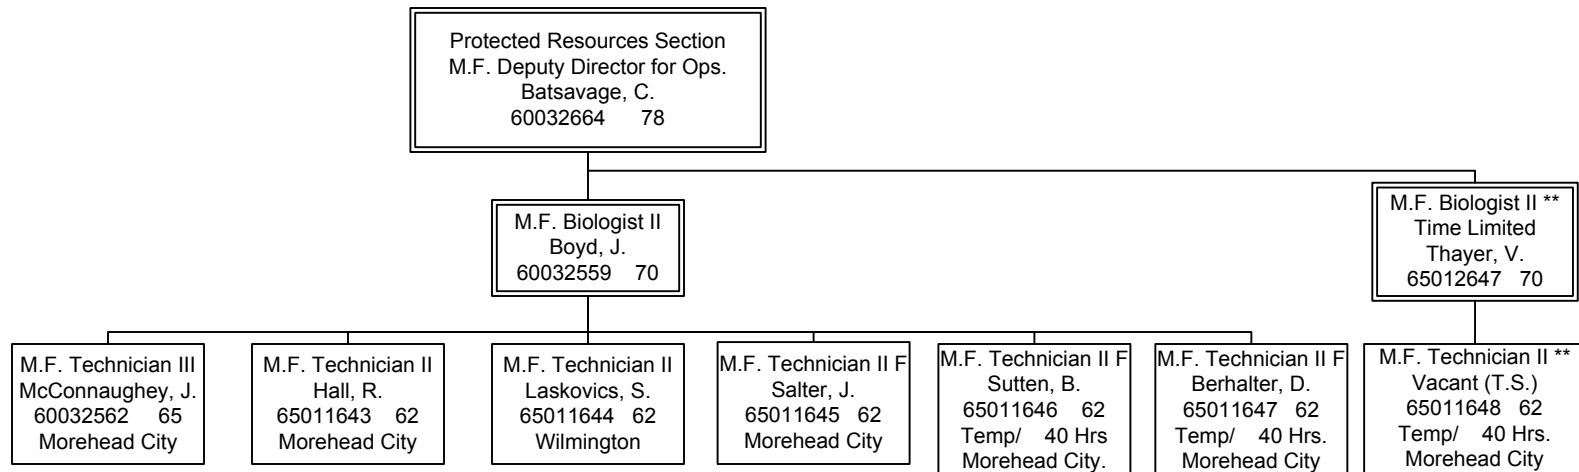 Protected Resources Section
M.F. Deputy Director for Ops.
Batsavage, C.
60032664 78
M.F. Biologist II
Boyd, J.
60032559 70
M.F. Biologist II **
Time Limited
Thayer, V.
65012647 70
M.F. Technician III
McConnaughey, J.
60032562 65
Morehead City
M.F. Technician II
Hall, R.
65011643 62
Morehead City
M.F. Technician II
Laskovics, S.
65011644 62
Wilmington
M.F. Technician II F
Salter, J.
65011645 62
Morehead City
M.F. Technician II F
Sutten, B.
65011646 62
Temp/ 40 Hrs
Morehead City.
M.F. Technician II F
Berhalter, D.
65011647 62
Temp/ 40 Hrs.
Morehead City
M.F. Technician II **
Vacant (T.S.)
65011648 62
Temp/ 40 Hrs.
Morehead City